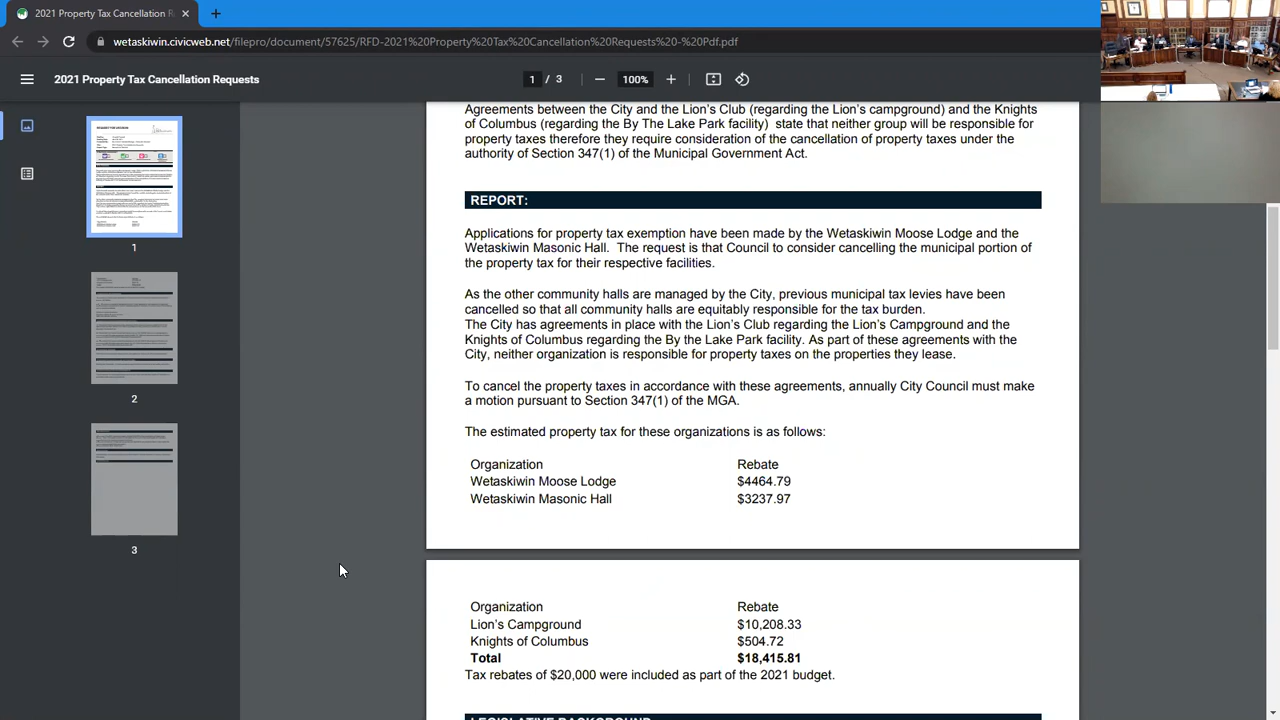 2021 Property Tax Cancellation R
wetaskiwin.civicweb.net/filepro/document/57625/RFD-2021%20Property%20Tax%20Cancellation%20Requests%20-%20Pdf.pdf
2021 Property Tax Cancellation Requests
1 / 3
100%
1
2
3
Agreements between the City and the Lion's Club (regarding the Lion's campground) and the Knights
of Columbus (regarding the By The Lake Park facility) state that neither group will be responsible for
property taxes, therefore they require consideration of the cancellation of property taxes under the
authority of Section 347(1) of the Municipal Government Act.
REPORT:
Applications for property tax exemption have been made by the Wetaskiwin Moose Lodge and the
Wetaskiwin Masonic Hall. The request is that Council to consider cancelling the municipal portion of
the property tax for their respective facilities.
As the other community halls are managed by the City, previous municipal tax levies have been
cancelled so that all community halls are equitably responsible for the tax burden.
The City has agreements in place with the Lion's Club regarding the Lion's Campground and the
Knights of Columbus regarding the By the Lake Park facility. As part of these agreements with the
City, neither organization is responsible for property taxes on the properties they lease.
To cancel the property taxes in accordance with these agreements, annually City Council must make
a motion pursuant to Section 347(1) of the MGA.
The estimated property tax for these organizations is as follows:
Organization Rebate
Wetaskiwin Moose Lodge $4464.79
Wetaskiwin Masonic Hall $3237.97
Organization Rebate
Lion's Campground $10,208.33
Knights of Columbus $504.72
Total $18,415.81
Tax rebates of $20,000 were included as part of the 2021 budget.
LEGISLATIVE BACKGROUND